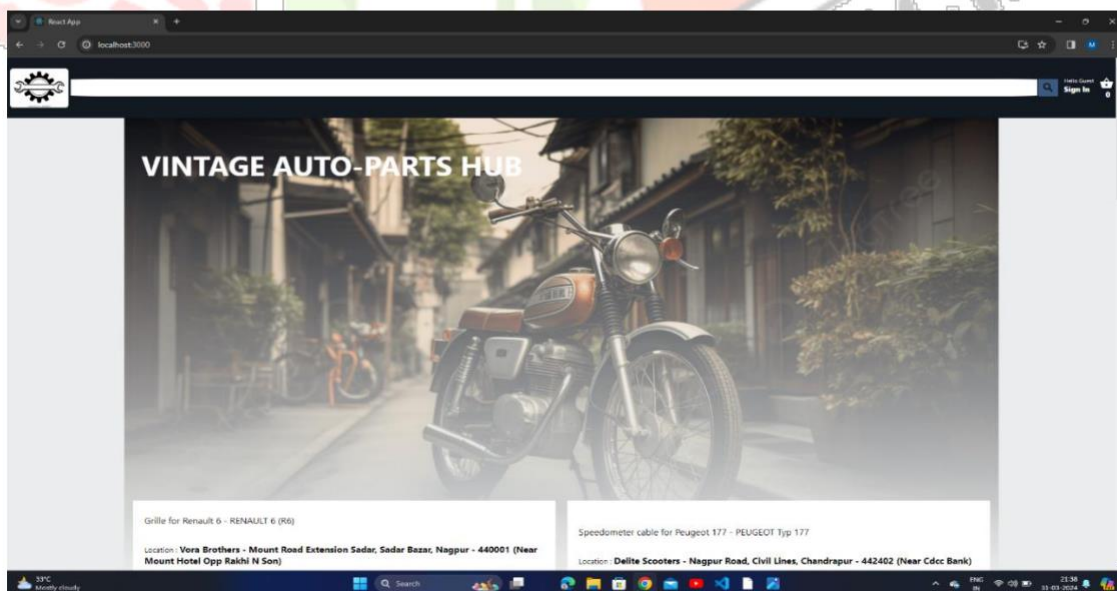 React App
localhost:3000
M
Hello Guest
Sign In
0
VINTAGE AUTO-PARTS HUB
Grille for Renault 6 - RENAULT 6 (R6)
Location : Vora Brothers - Mount Road Extension Sadar, Sadar Bazar, Nagpur - 440001 (Near
Mount Hotel Opp Rakhi N Son)
Speedometer cable for Peugeot 177 - PEUGEOT Typ 177
Location : Delite Scooters - Nagpur Road, Civil Lines, Chandrapur - 442402 (Near Cdcc Bank)
33°C
Mostly cloudy
Search
ENG
IN
21:38
31-03-2024